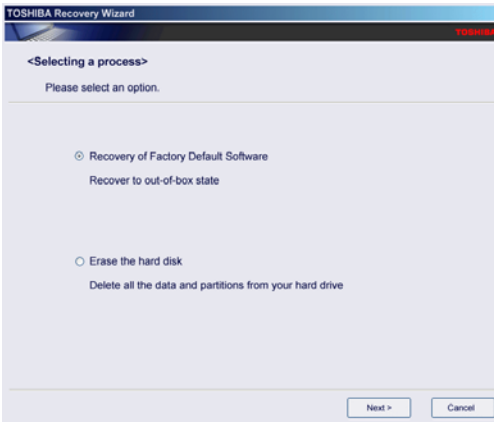 TOSHIBA Recovery Wizard
TOSHIBA
<Selecting a process>
Please select an option.
Recovery of Factory Default Software
Recover to out-of-box state
Erase the hard disk
Delete all the data and partitions from your hard drive
Next >
Cancel